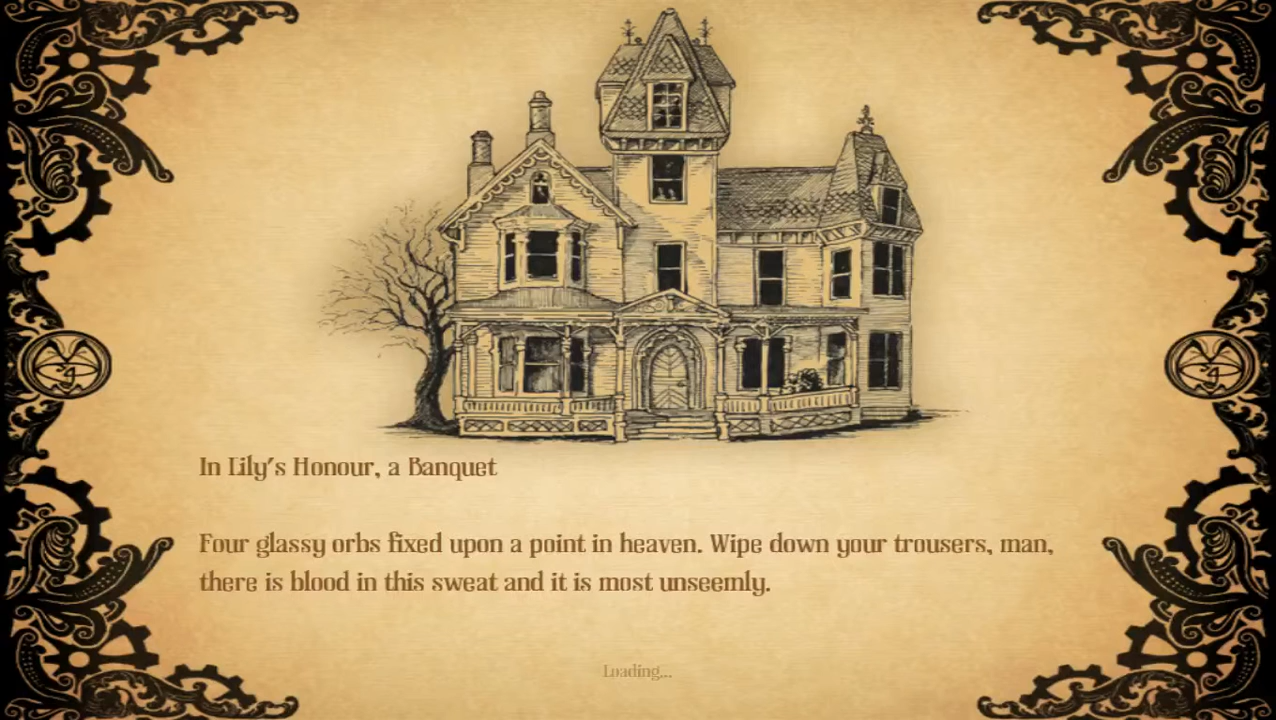 In Lily's Honour, a Banquet
Four glassy orbs fixed upon a point in heaven. Wipe down your trousers, man,
there is blood in this sweat and it is most unseemly.
Loading...